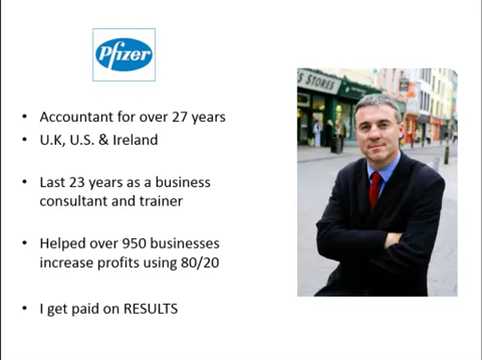 Pfizer
S STORES
• Accountant for over 27 years
• U.K, U.S. & Ireland
• Last 23 years as a business
consultant and trainer
• Helped over 950 businesses
increase profits using 80/20
• I get paid on RESULTS